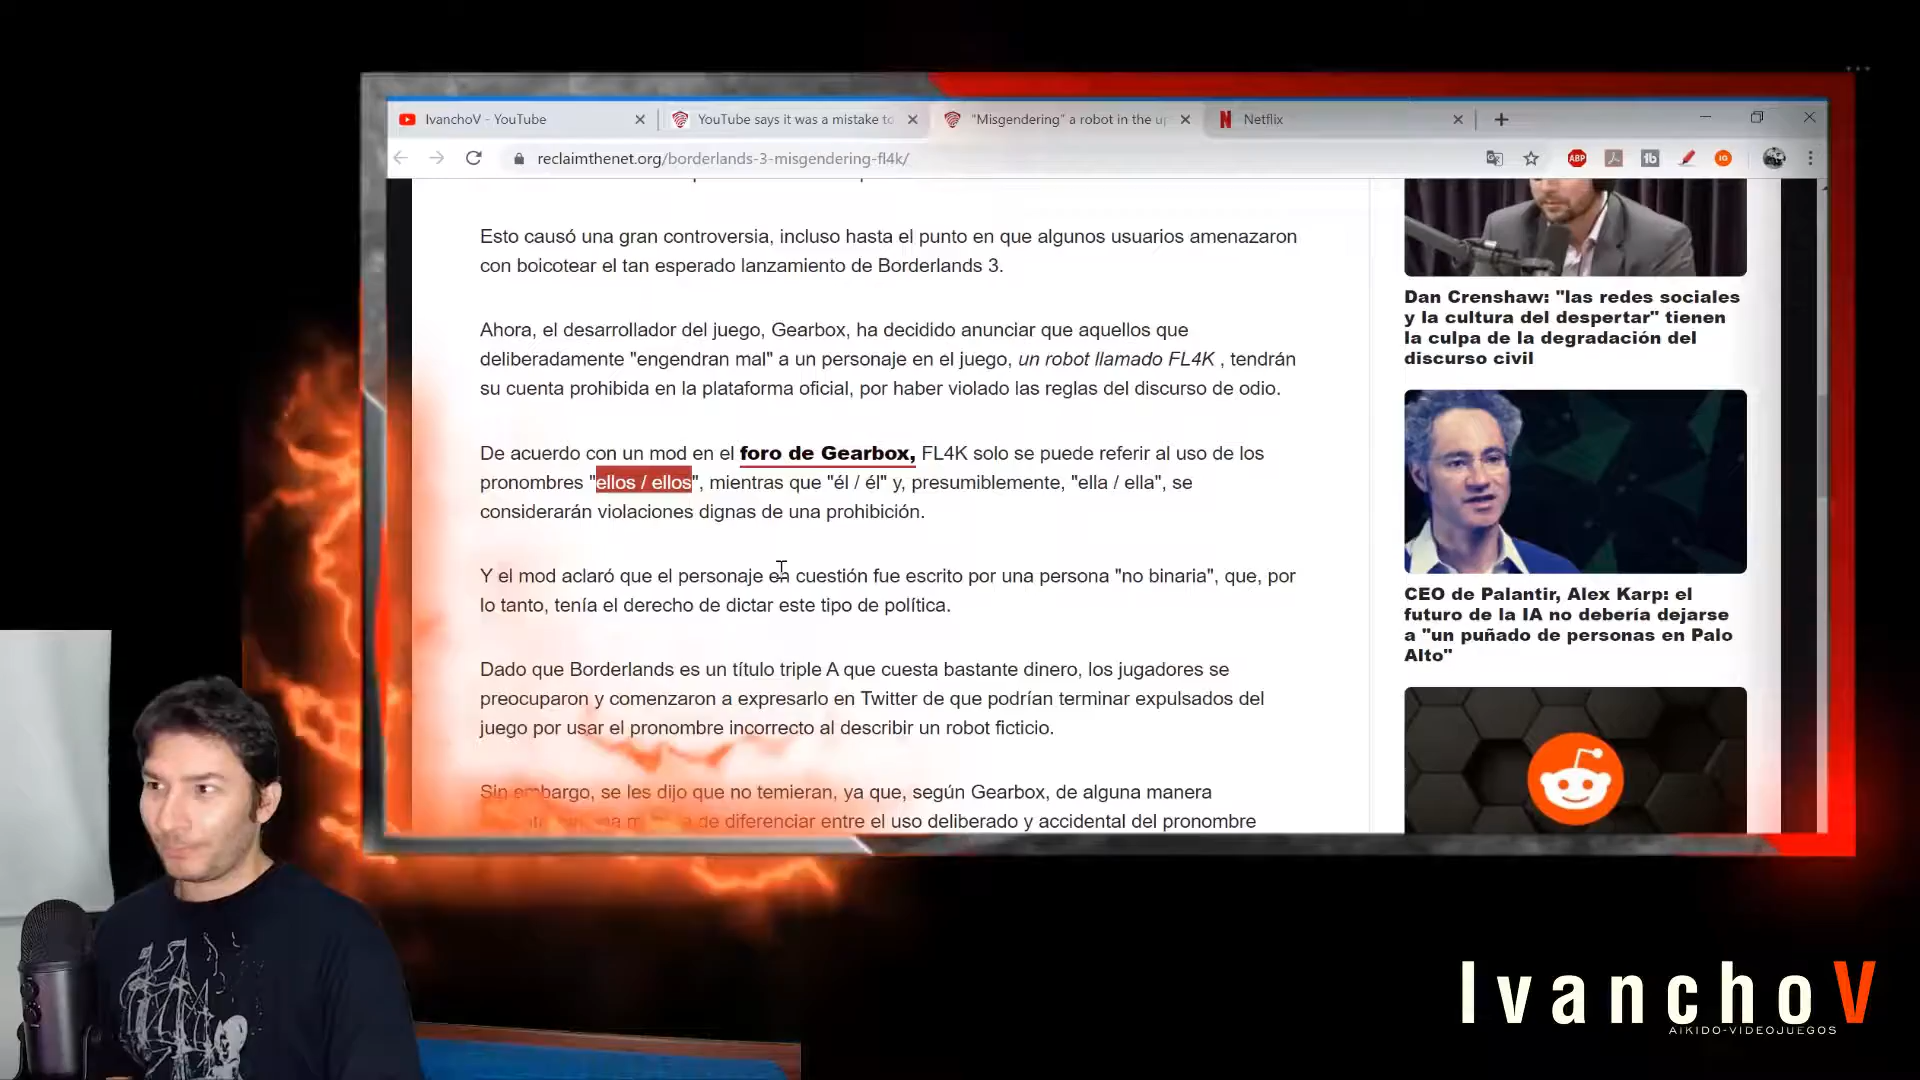 IvanchoV - YouTube
YouTube says it was a mistake to
"Misgendering" a robot in the up
Netflix
reclaimthenet.org/borderlands-3-misgendering-fl4k/
ABP
Esto causó una gran controversia, incluso hasta el punto en que algunos usuarios amenazaron
con boicotear el tan esperado lanzamiento de Borderlands 3.
Ahora, el desarrollador del juego, Gearbox, ha decidido anunciar que aquellos que
deliberadamente "engendran mal" a un personaje en el juego, un robot llamado FL4K , tendrán
su cuenta prohibida en la plataforma oficial, por haber violado las reglas del discurso de odio.
De acuerdo con un mod en el foro de Gearbox, FL4K solo se puede referir al uso de los
pronombres "ellos / ellos", mientras que "él / él" y, presumiblemente, "ella / ella", se
considerarán violaciones dignas de una prohibición.
Y el mod aclaró que el personaje en cuestión fue escrito por una persona "no binaria", que, por
lo tanto, tenía el derecho de dictar este tipo de política.
Dado que Borderlands es un título triple A que cuesta bastante dinero, los jugadores se
preocuparon y comenzaron a expresarlo en Twitter de que podrían terminar expulsados del
juego por usar el pronombre incorrecto al describir un robot ficticio.
Sin embargo, se les dijo que no temieran, ya que, según Gearbox, de alguna manera
de diferenciar entre el uso deliberado y accidental del pronombre
Dan Crenshaw: "las redes sociales
y la cultura del despertar" tienen
la culpa de la degradación del
discurso civil
CEO de Palantir, Alex Karp: el
futuro de la IA no debería dejarse
a "un puñado de personas en Palo
Alto"
IvanchoV
AIKIDO-VIDEOJUEGOS